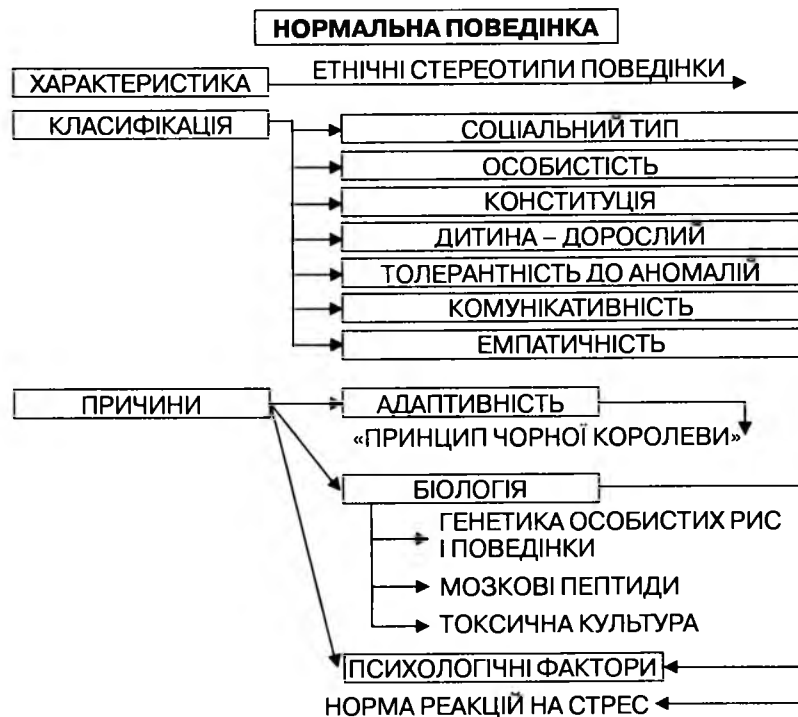 НОРМАЛЬНА ПОВЕДІНКА
ХАРАКТЕРИСТИКА
ЕТНІЧНІ СТЕРЕОТИПИ ПОВЕДІНКИ
КЛАСИФІКАЦІЯ
СОЦІАЛЬНИЙ ТИП
ОСОБИСТІСТЬ
КОНСТИТУЦІЯ
ДИТИНА – ДОРОСЛИЙ
ТОЛЕРАНТНІСТЬ ДО АНОМАЛІЙ
КОМУНІКАТИВНІСТЬ
ЕМПАТИЧНІСТЬ
ПРИЧИНИ
АДАПТИВНІСТЬ
«ПРИНЦИП ЧОРНОЇ КОРОЛЕВИ»
БІОЛОГІЯ
ГЕНЕТИКА ОСОБИСТИХ РИС
І ПОВЕДІНКИ
МОЗКОВІ ПЕПТИДИ
ТОКСИЧНА КУЛЬТУРА
ПСИХОЛОГІЧНІ ФАКТОРИ
НОРМА РЕАКЦІЙ НА СТРЕС